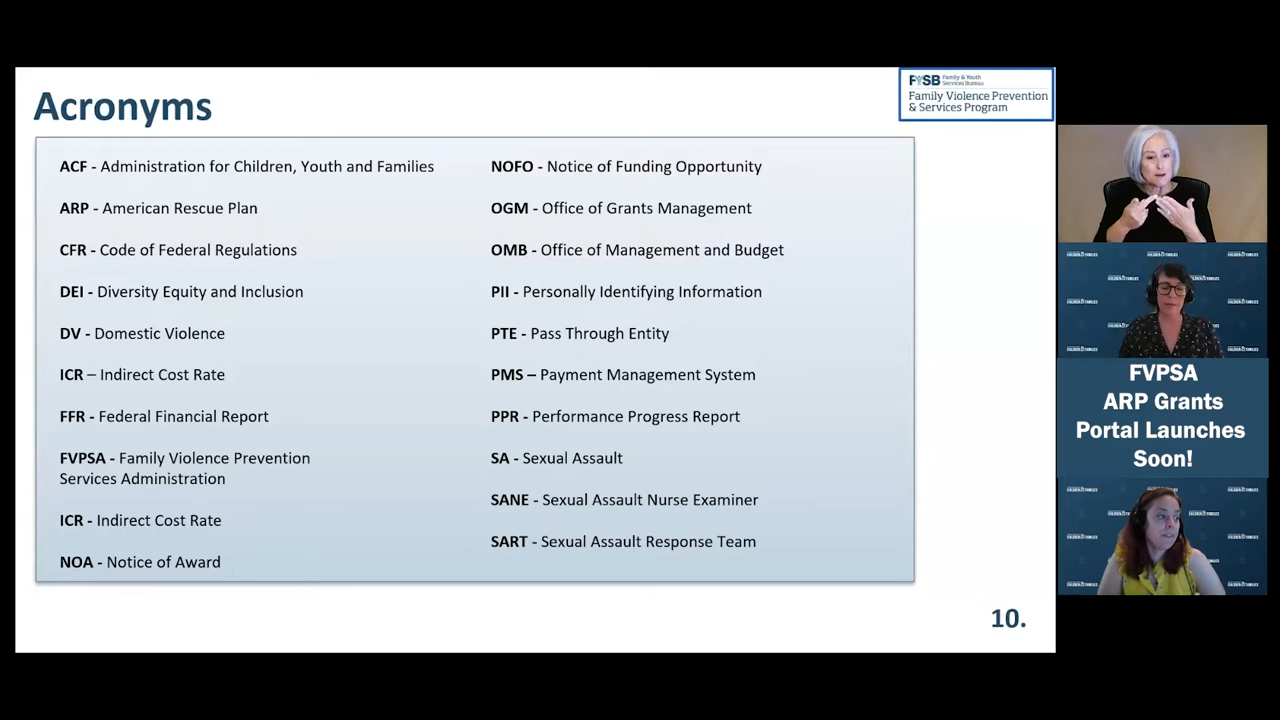 Acronyms
FYSB Family & Youth
Services Bureau
Family Violence Prevention
& Services Program
ACF - Administration for Children, Youth and Families
ARP - American Rescue Plan
CFR - Code of Federal Regulations
DEI - Diversity Equity and Inclusion
DV - Domestic Violence
ICR – Indirect Cost Rate
FFR - Federal Financial Report
FVPSA - Family Violence Prevention
Services Administration
ICR - Indirect Cost Rate
NOA - Notice of Award
NOFO - Notice of Funding Opportunity
OGM - Office of Grants Management
OMB - Office of Management and Budget
PII - Personally Identifying Information
PTE - Pass Through Entity
PMS – Payment Management System
PPR - Performance Progress Report
SA - Sexual Assault
SANE - Sexual Assault Nurse Examiner
SART - Sexual Assault Response Team
10.
FVPSA
ARP Grants
Portal Launches
Soon!